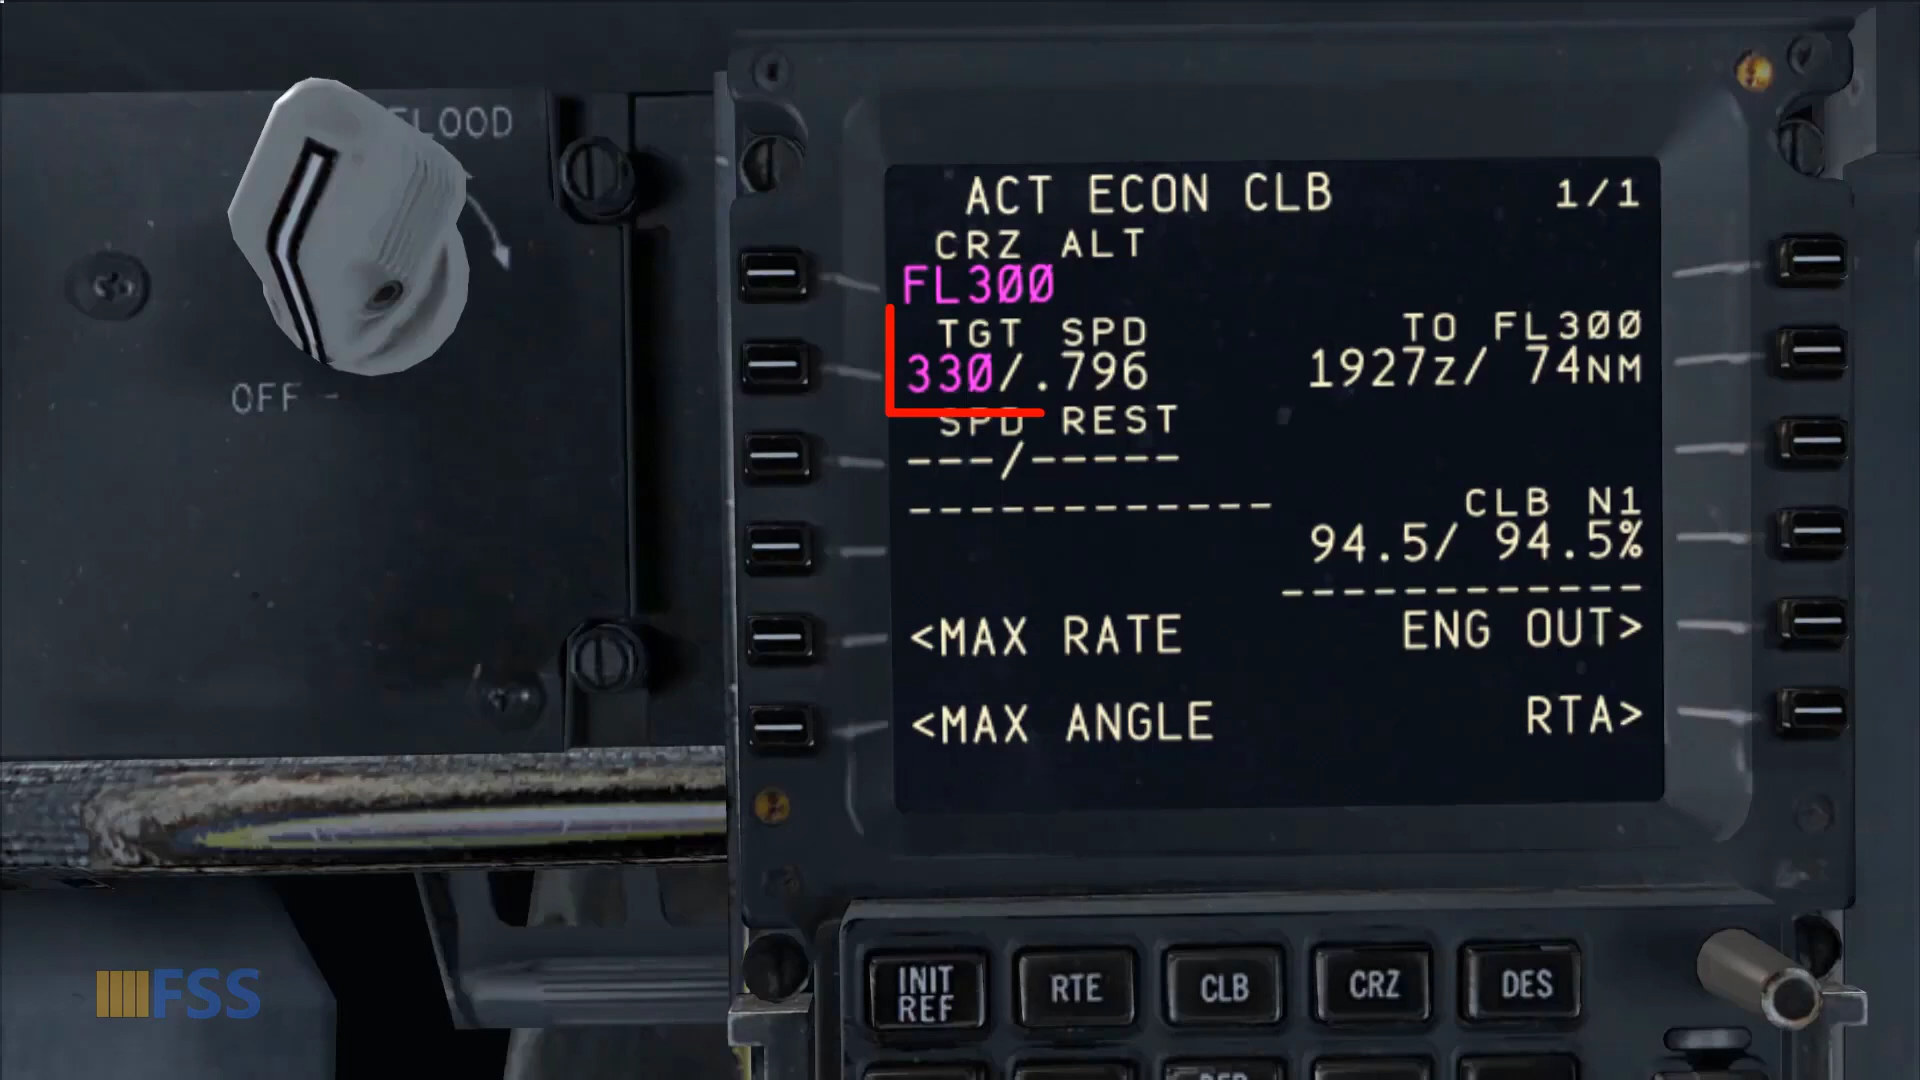 FLOOD
OFF -
ACT ECON CLB 1/1
CRZ ALT
FL300
TGT SPD TO FL300
330/.796 1927z/ 74NM
SPD REST
---/-----
------------ CLB N1
94.5/ 94.5%
------------
<MAX RATE ENG OUT>
<MAX ANGLE RTA>
INIT REF
RTE
CLB
CRZ
DES
FSS